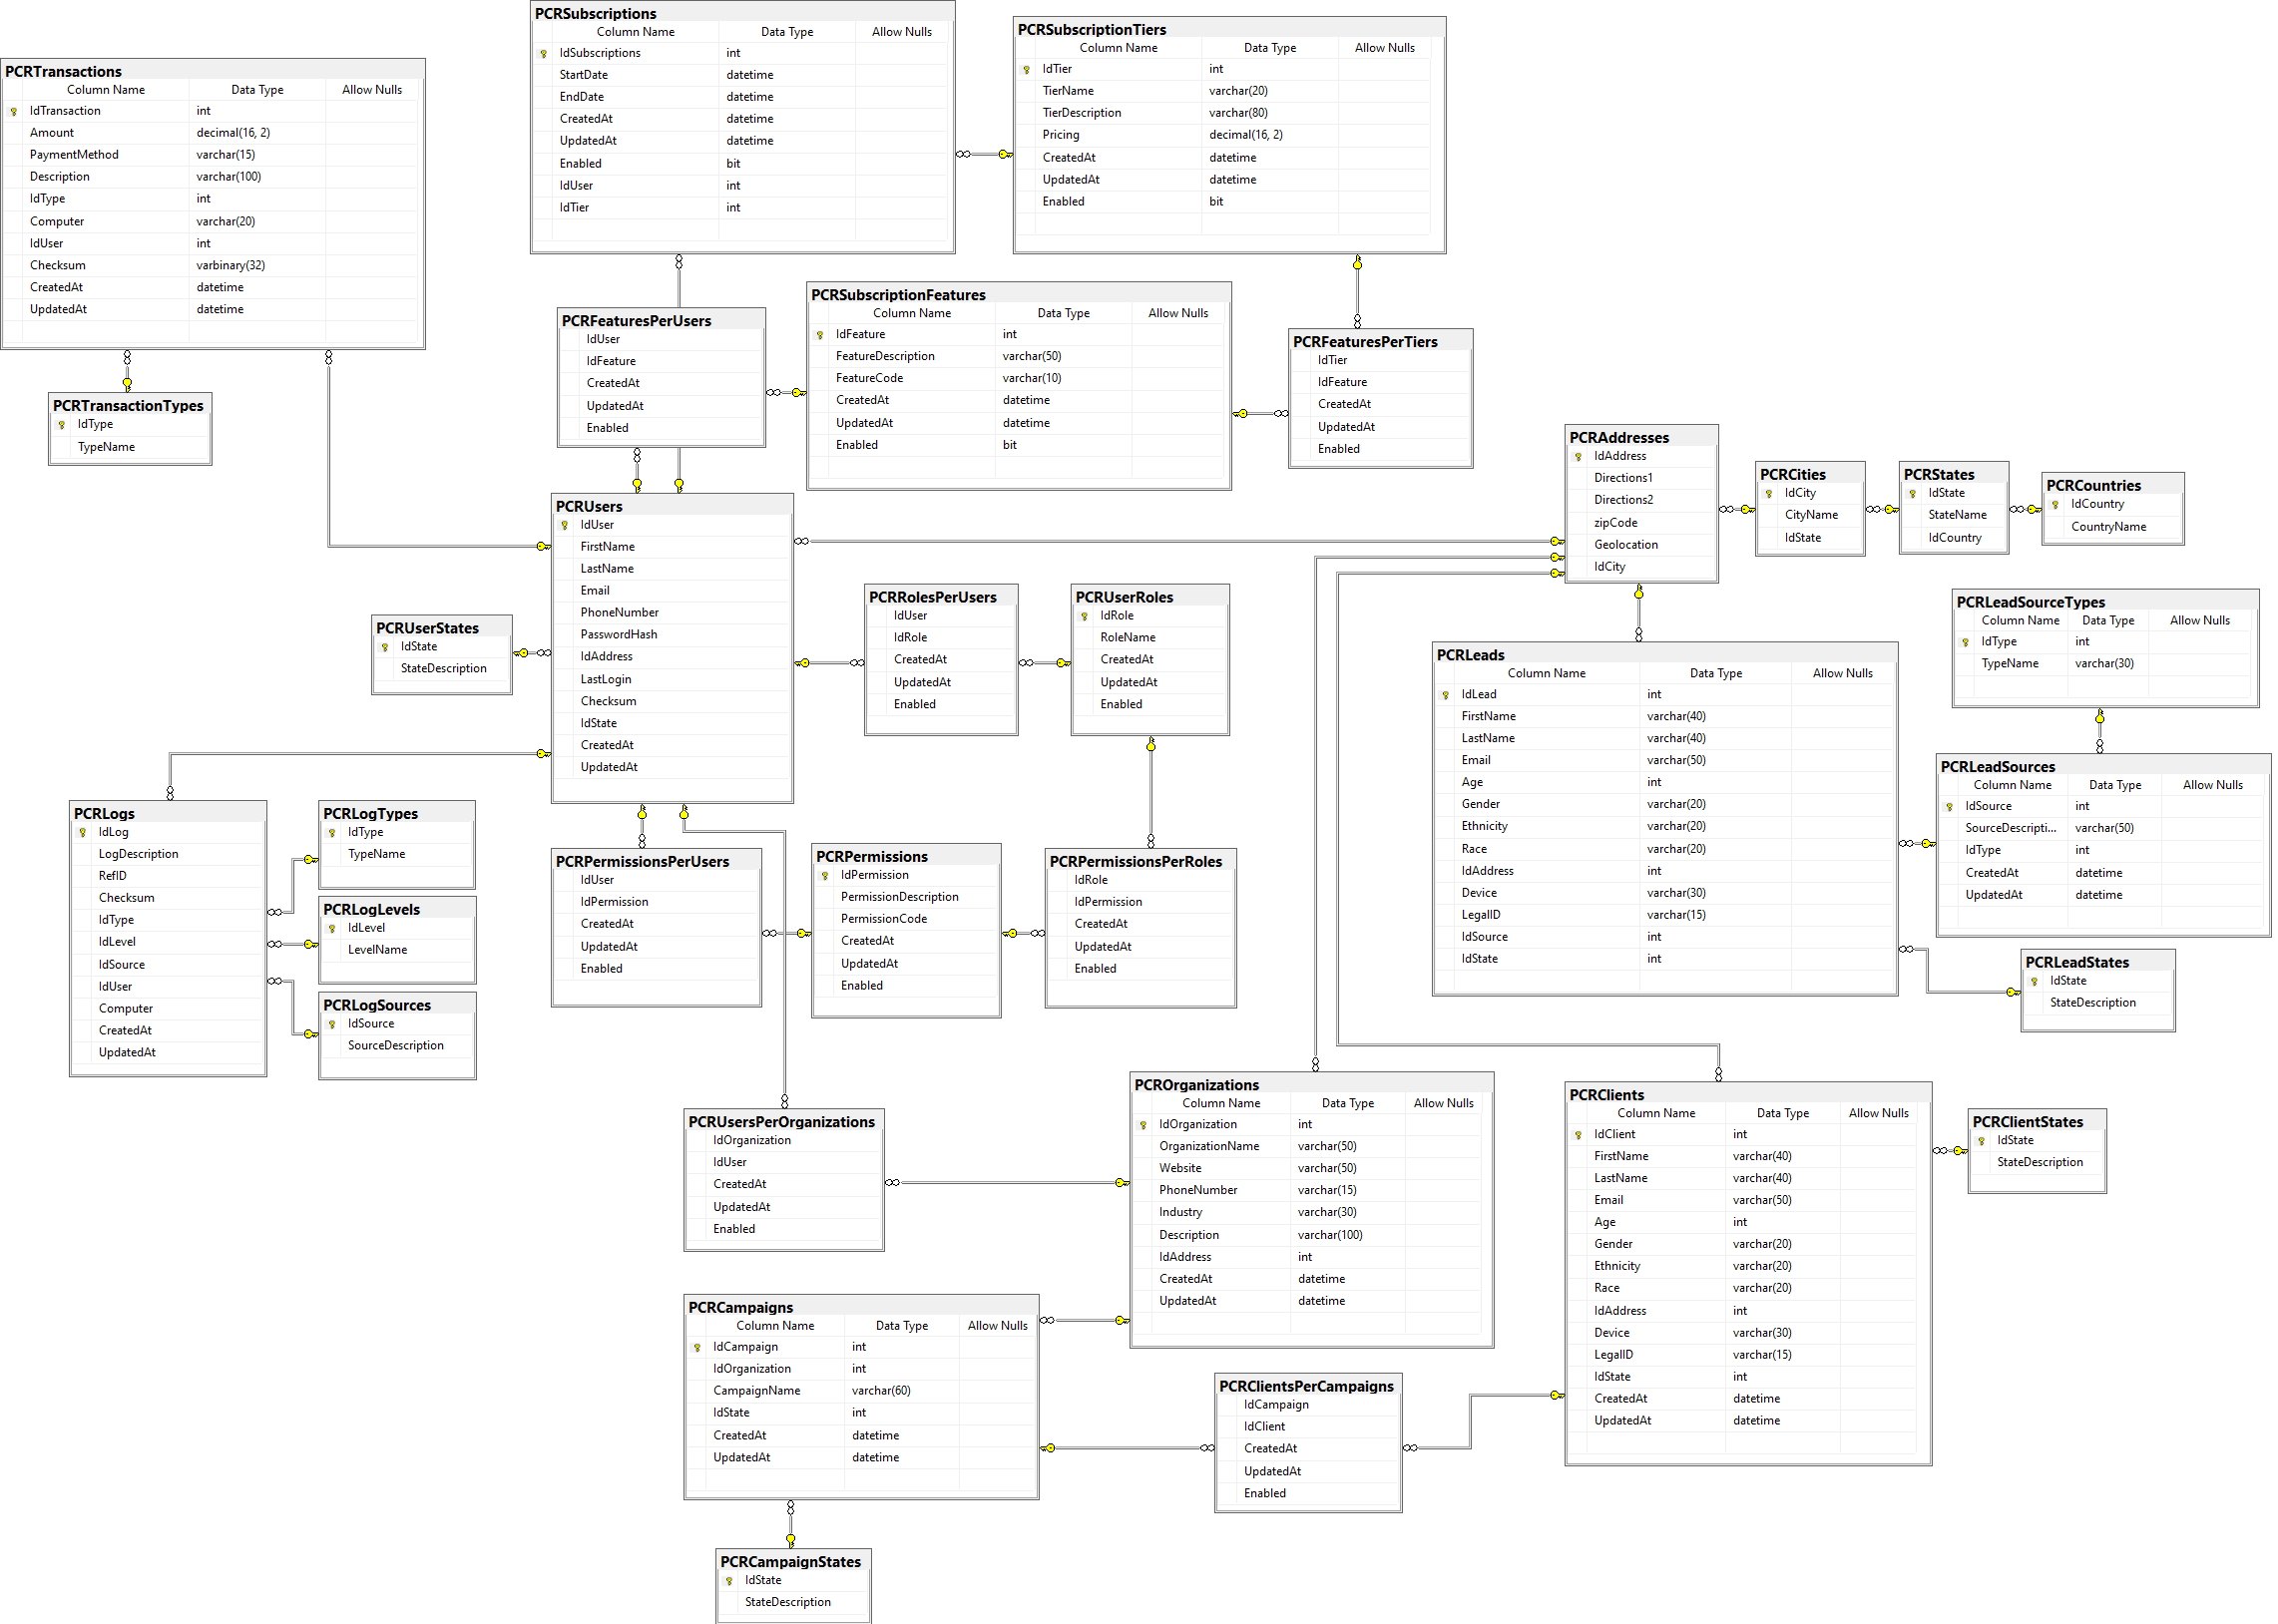 PCRSubscriptions
Column Name Data Type Allow Nulls
IdSubscriptions int
StartDate datetime
EndDate datetime
CreatedAt datetime
UpdatedAt datetime
Enabled bit
IdUser int
IdTier int
PCRSubscriptionTiers
Column Name Data Type Allow Nulls
IdTier int
TierName varchar(20)
TierDescription varchar(80)
Pricing decimal(16, 2)
CreatedAt datetime
UpdatedAt datetime
Enabled bit
PCRTransactions
Column Name Data Type Allow Nulls
IdTransaction int
Amount decimal(16, 2)
PaymentMethod varchar(15)
Description varchar(100)
IdType int
Computer varchar(20)
IdUser int
Checksum varbinary(32)
CreatedAt datetime
UpdatedAt datetime
PCRSubscriptionFeatures
Column Name Data Type Allow Nulls
IdFeature int
FeatureDescription varchar(50)
FeatureCode varchar(10)
CreatedAt datetime
UpdatedAt datetime
Enabled bit
PCRFeaturesPerUsers
IdUser
IdFeature
CreatedAt
UpdatedAt
Enabled
PCRFeaturesPerTiers
IdTier
IdFeature
CreatedAt
UpdatedAt
Enabled
PCRTransactionTypes
IdType
TypeName
PCRAddresses
IdAddress
Directions1
Directions2
zipCode
Geolocation
IdCity
PCRCities
IdCity
CityName
IdState
PCRStates
IdState
StateName
IdCountry
PCRCountries
IdCountry
CountryName
PCRUsers
IdUser
FirstName
LastName
Email
PhoneNumber
PasswordHash
IdAddress
LastLogin
Checksum
IdState
CreatedAt
UpdatedAt
PCRUserStates
IdState
StateDescription
PCRRolesPerUsers
IdUser
IdRole
CreatedAt
UpdatedAt
Enabled
PCRUserRoles
IdRole
RoleName
CreatedAt
UpdatedAt
Enabled
PCRLeadSourceTypes
Column Name Data Type Allow Nulls
IdType int
TypeName varchar(30)
PCRLeads
Column Name Data Type Allow Nulls
IdLead int
FirstName varchar(40)
LastName varchar(40)
Email varchar(50)
Age int
Gender varchar(20)
Ethnicity varchar(20)
Race varchar(20)
IdAddress int
Device varchar(30)
LegalID varchar(15)
IdSource int
IdState int
PCRLeadSources
Column Name Data Type Allow Nulls
IdSource int
SourceDescripti... varchar(50)
IdType int
CreatedAt datetime
UpdatedAt datetime
PCRLeadStates
IdState
StateDescription
PCRLogs
IdLog
LogDescription
RefID
Checksum
IdType
IdLevel
IdSource
IdUser
Computer
CreatedAt
UpdatedAt
PCRLogTypes
IdType
TypeName
PCRLogLevels
IdLevel
LevelName
PCRLogSources
IdSource
SourceDescription
PCRPermissionsPerUsers
IdUser
IdPermission
CreatedAt
UpdatedAt
Enabled
PCRPermissions
IdPermission
PermissionDescription
PermissionCode
CreatedAt
UpdatedAt
Enabled
PCRPermissionsPerRoles
IdRole
IdPermission
CreatedAt
UpdatedAt
Enabled
PCRUsersPerOrganizations
IdOrganization
IdUser
CreatedAt
UpdatedAt
Enabled
PCROrganizations
Column Name Data Type Allow Nulls
IdOrganization int
OrganizationName varchar(50)
Website varchar(50)
PhoneNumber varchar(15)
Industry varchar(30)
Description varchar(100)
IdAddress int
CreatedAt datetime
UpdatedAt datetime
PCRClients
Column Name Data Type Allow Nulls
IdClient int
FirstName varchar(40)
LastName varchar(40)
Email varchar(50)
Age int
Gender varchar(20)
Ethnicity varchar(20)
Race varchar(20)
IdAddress int
Device varchar(30)
LegalID varchar(15)
IdState int
CreatedAt datetime
UpdatedAt datetime
PCRClientStates
IdState
StateDescription
PCRCampaigns
Column Name Data Type Allow Nulls
IdCampaign int
IdOrganization int
CampaignName varchar(60)
IdState int
CreatedAt datetime
UpdatedAt datetime
PCRClientsPerCampaigns
IdCampaign
IdClient
CreatedAt
UpdatedAt
Enabled
PCRCampaignStates
IdState
StateDescription